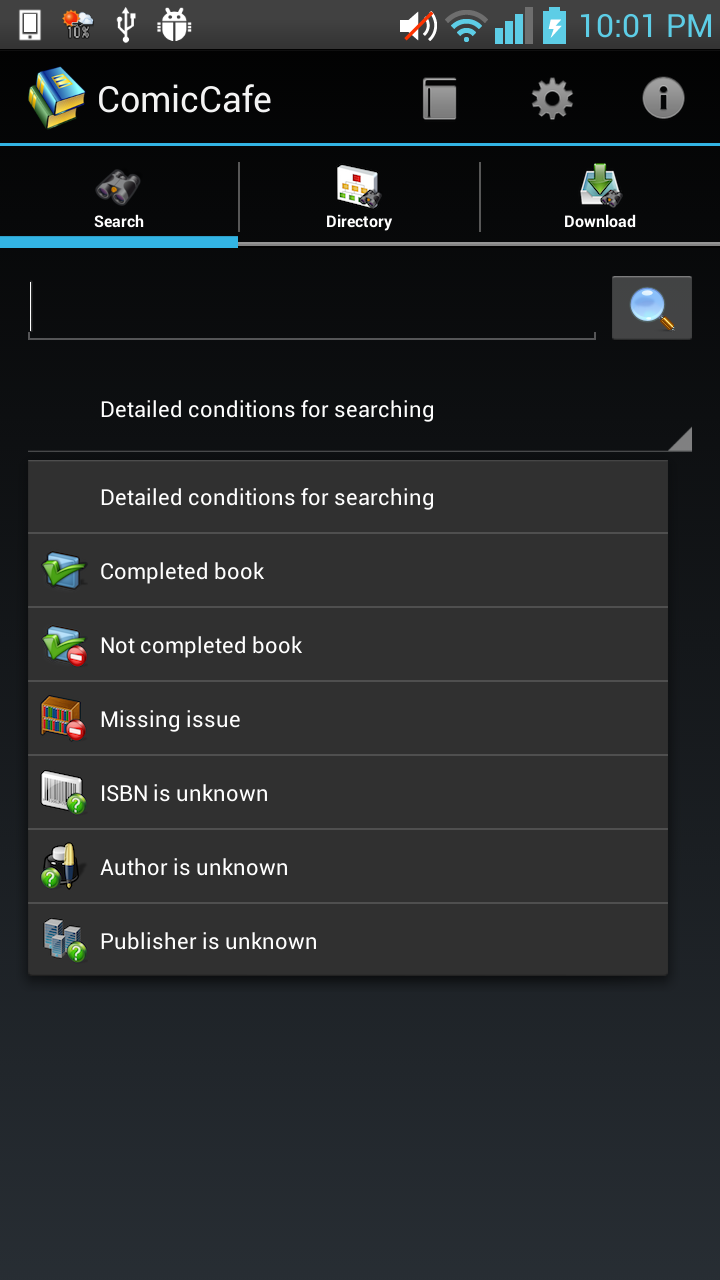 10%
10:01 PM
ComicCafe
Search
Directory
Download
Detailed conditions for searching
Detailed conditions for searching
Completed book
Not completed book
Missing issue
ISBN is unknown
Author is unknown
Publisher is unknown